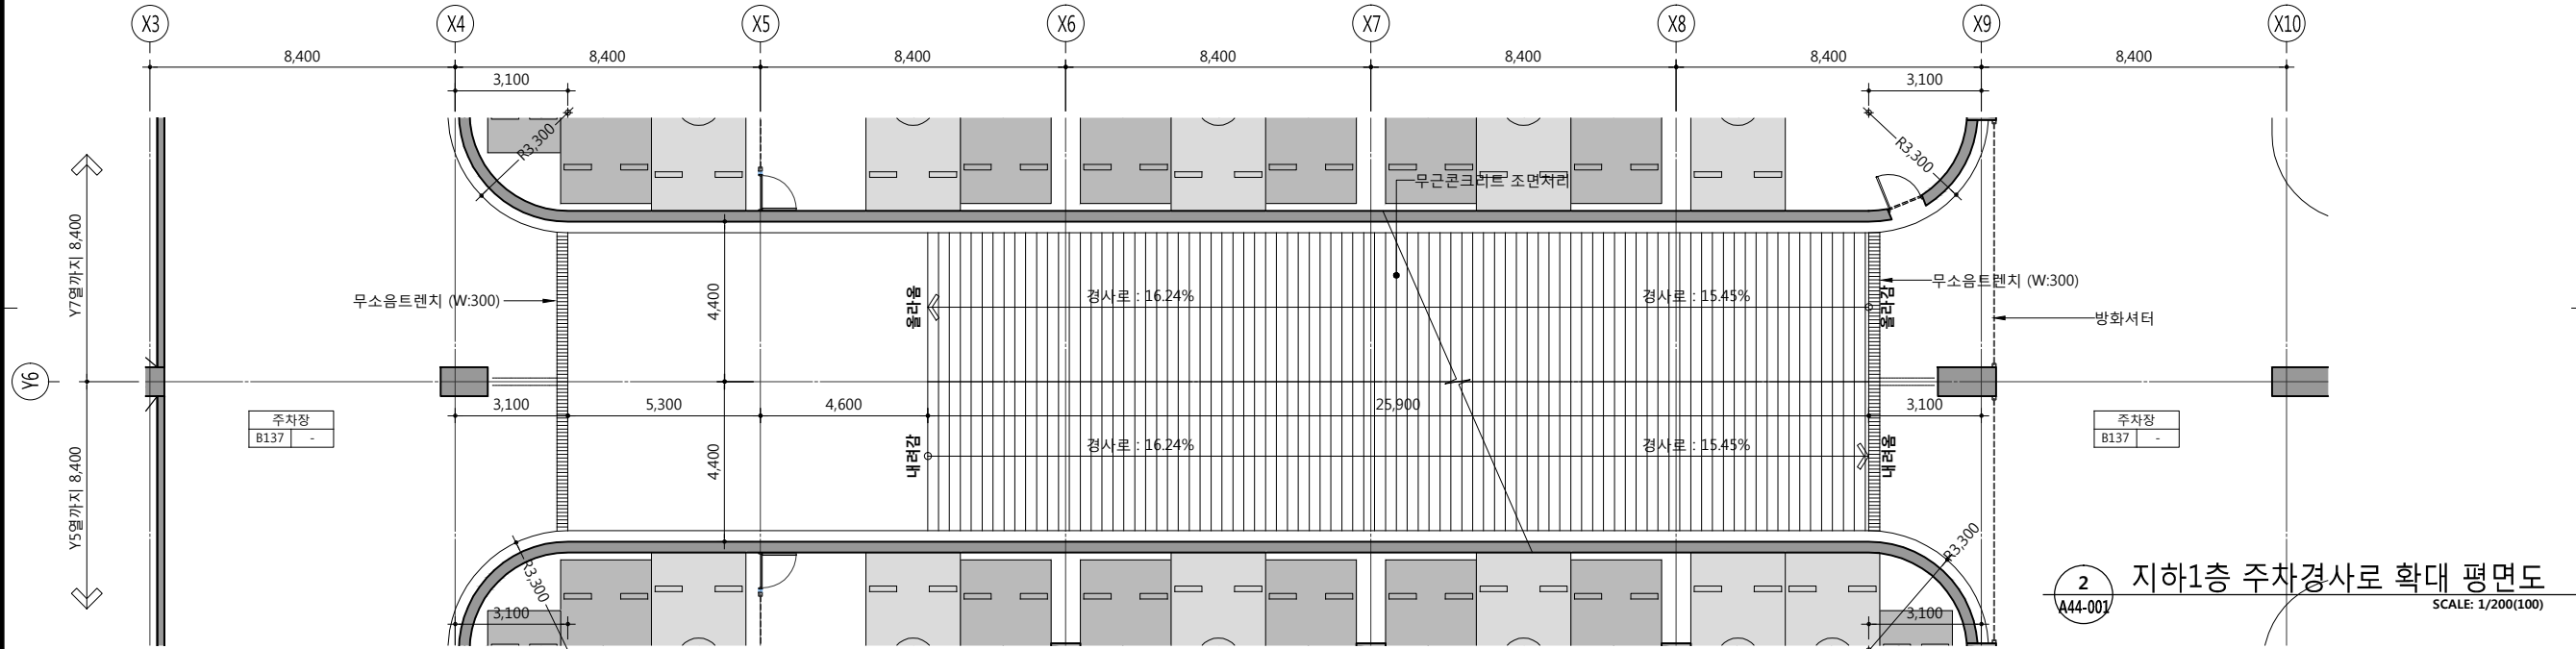 X3 X4 X5 X6 X7 X8 X9 X10
8,400 8,400 8,400 8,400 8,400 8,400 8,400
3,100 3,100
R3,300 R3,300
무근콘크리트 조면처리
Y7열까지 8,400
무소음트렌치 (W:300)
4,400
올라옴
경사로 : 16.24% 경사로 : 15.45%
올라감
무소음트렌치 (W:300)
방화셔터
Y6
3,100 5,300 4,600 25,900 3,100
주차장
B137 -
주차장
B137 -
Y5열까지 8,400
4,400
내려감
경사로 : 16.24% 경사로 : 15.45%
내려옴
R3,300 R3,300
3,100 3,100
2
A44-001
지하1층 주차경사로 확대 평면도
SCALE: 1/200(100)